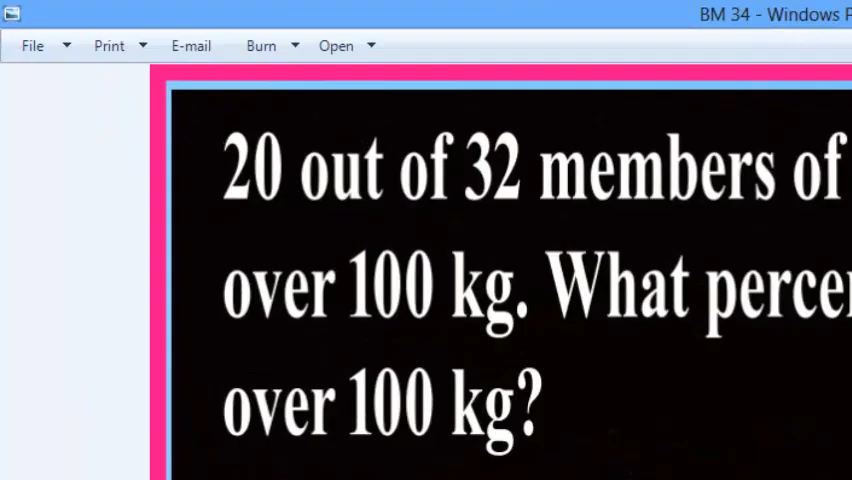 BM 34 - Windows P
File Print E-mail Burn Open
20 out of 32 members of
over 100 kg. What percen
over 100 kg?